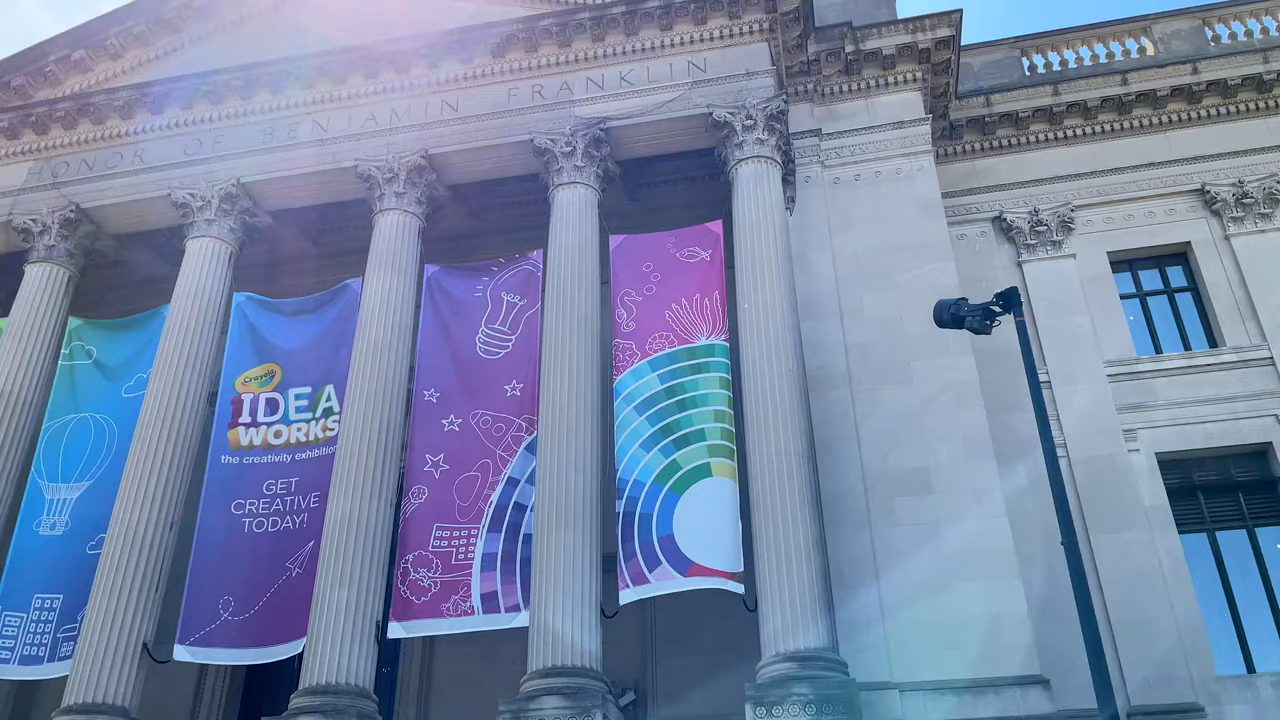 HONOR OF BENJAMIN FRANKLIN
Crayola
IDEA
WORKS
the creativity exhibition
GET
CREATIVE
TODAY!